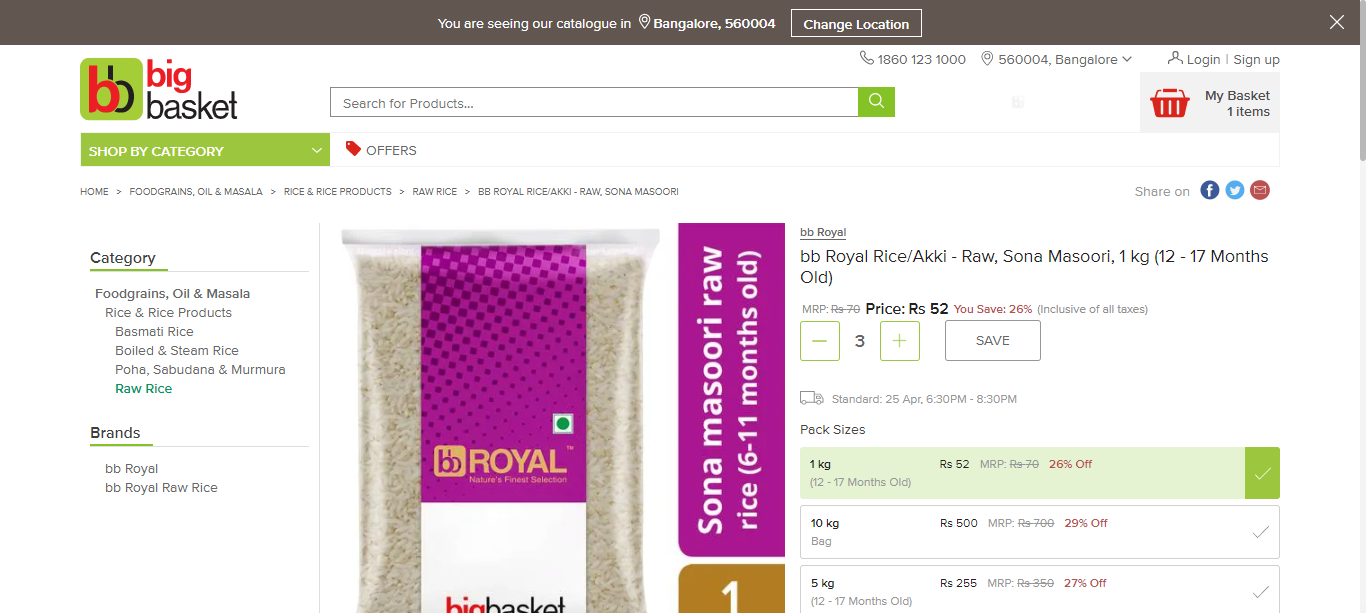 You are seeing our catalogue in Bangalore, 560004 Change Location
1860 123 1000 560004, Bangalore Login | Sign up
big
basket
bb
Search for Products...
My Basket
1 items
SHOP BY CATEGORY
OFFERS
HOME > FOODGRAINS, OIL & MASALA > RICE & RICE PRODUCTS > RAW RICE > BB ROYAL RICE/AKKI - RAW, SONA MASOORI
Share on
Category
Foodgrains, Oil & Masala
Rice & Rice Products
Basmati Rice
Boiled & Steam Rice
Poha, Sabudana & Murmura
Raw Rice
Brands
bb Royal
bb Royal Raw Rice
bb ROYAL™
Nature's Finest Selection
bigbasket
Sona masoori raw
rice (6-11 months old)
1
bb Royal
bb Royal Rice/Akki - Raw, Sona Masoori, 1 kg (12 - 17 Months
Old)
MRP: Rs 70 Price: Rs 52 You Save: 26% (Inclusive of all taxes)
3
SAVE
Standard: 25 Apr, 6:30PM - 8:30PM
Pack Sizes
1 kg Rs 52 MRP: Rs 70 26% Off
(12 - 17 Months Old)
10 kg Rs 500 MRP: Rs 700 29% Off
Bag
5 kg Rs 255 MRP: Rs 350 27% Off
(12 - 17 Months Old)